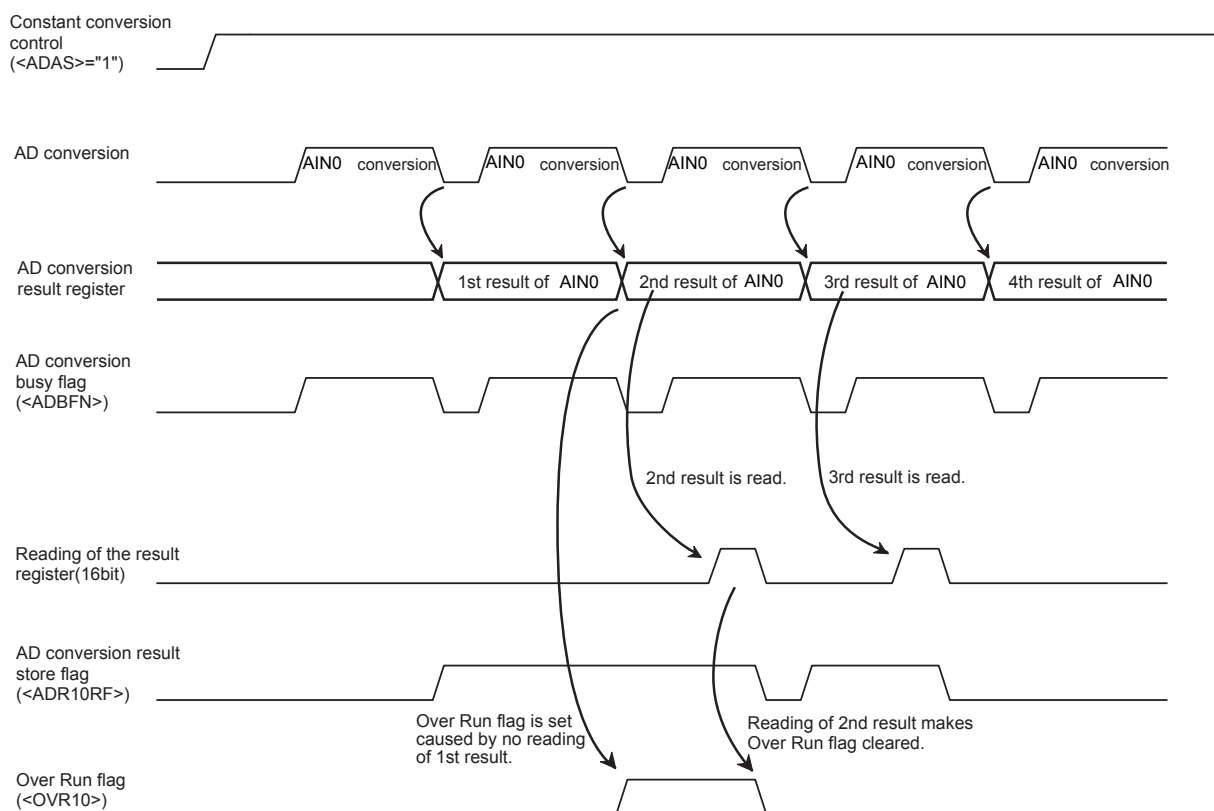 Constant conversion
control
(<ADAS>="1")
AD conversion
AIN0 conversion
AIN0 conversion
AIN0 conversion
AIN0 conversion
AIN0 conversion
AD conversion
result register
1st result of AIN0
2nd result of AIN0
3rd result of AIN0
4th result of AIN0
AD conversion
busy flag
(<ADBFN>)
2nd result is read.
3rd result is read.
Reading of the result
register(16bit)
AD conversion result
store flag
(<ADR10RF>)
Over Run flag is set
caused by no reading
of 1st result.
Reading of 2nd result makes
Over Run flag cleared.
Over Run flag
(<OVR10>)